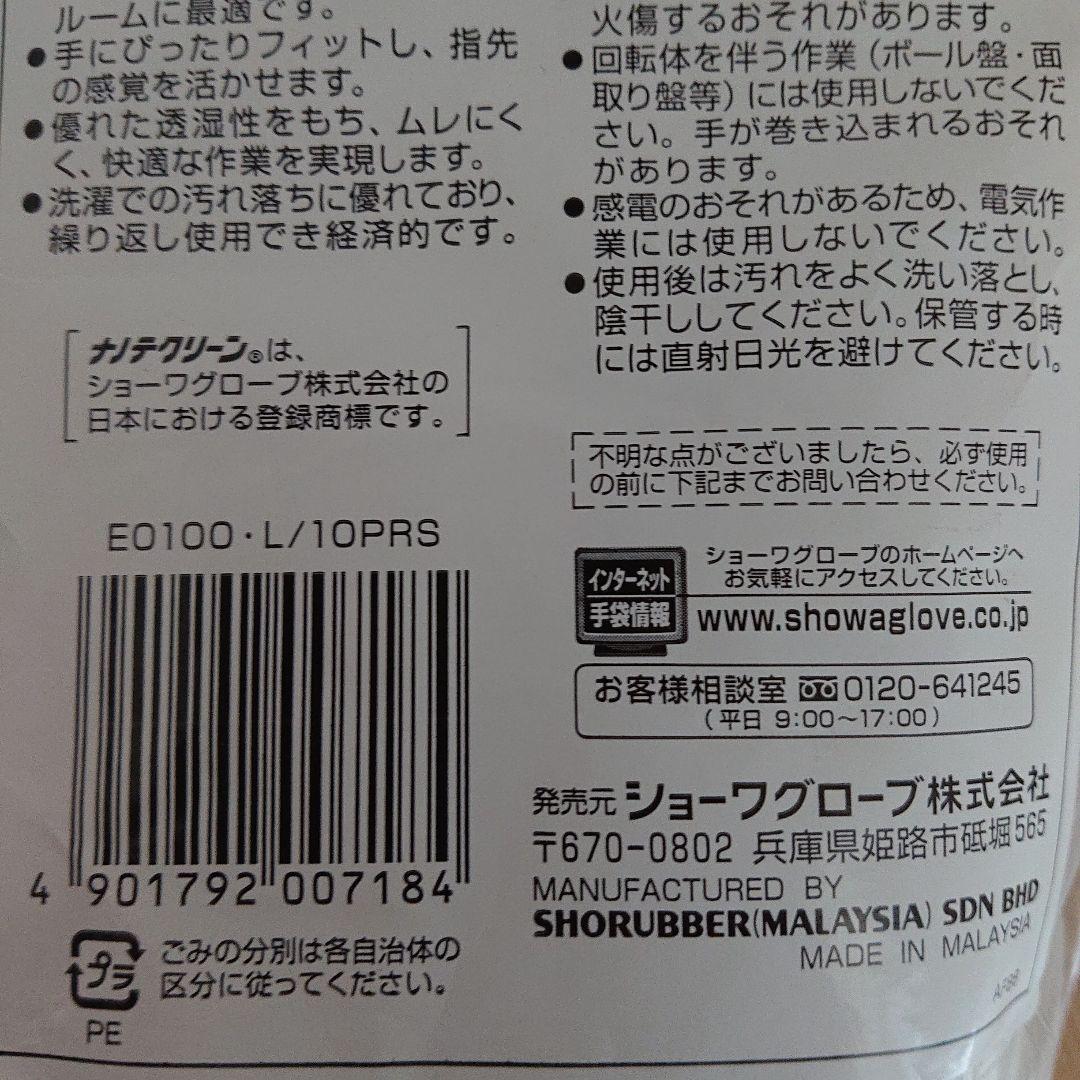 ルームに最適です。
●手にぴったりフィットし、指先
の感覚を活かせます。
●優れた透湿性をもち、ムレにく
く、快適な作業を実現します。
●洗濯での汚れ落ちに優れており、
繰り返し使用でき経済的です。
ナノテクリーン®は、
ショーワグローブ株式会社の
日本における登録商標です。
E0100・L/10PRS
4 901792 007184
プラ
PE
ごみの分別は各自治体の
区分に従ってください。
火傷するおそれがあります。
●回転体を伴う作業(ボール盤・面
取り盤等)には使用しないでくだ
さい。手が巻き込まれるおそれ
があります。
●感電のおそれがあるため、電気作
業には使用しないでください。
●使用後は汚れをよく洗い落とし、
陰干ししてください。保管する時
には直射日光を避けてください。
不明な点がございましたら、必ず使用
の前に下記までお問い合わせください。
インターネット
手袋情報
ショーワグローブのホームページへ
お気軽にアクセスしてください。
www.showaglove.co.jp
お客様相談室 0120-641245
(平日 9:00〜17:00)
発売元 ショーワグローブ株式会社
〒670-0802 兵庫県姫路市砥堀565
MANUFACTURED BY
SHORUBBER(MALAYSIA) SDN BHD
MADE IN MALAYSIA